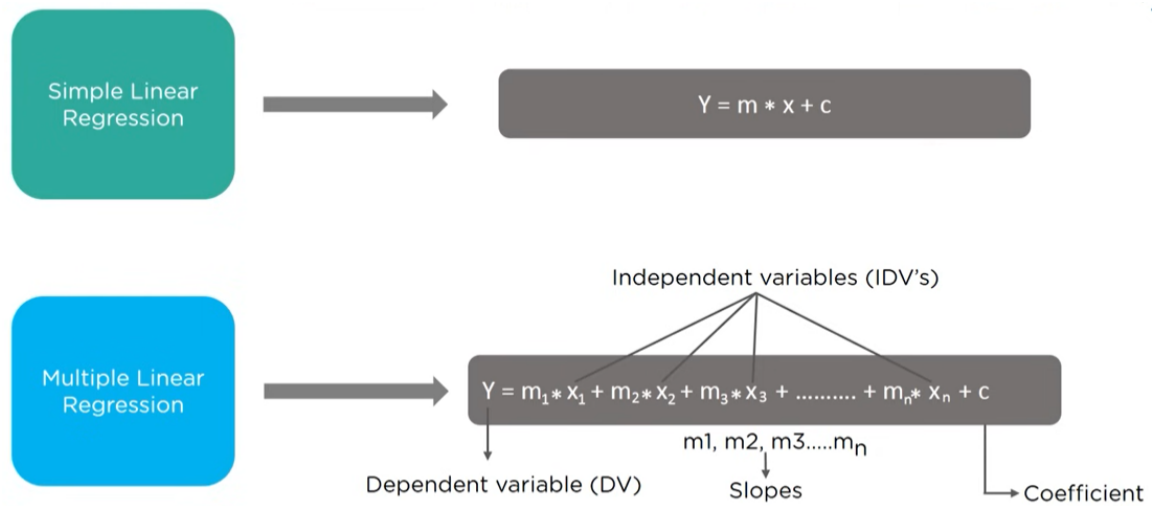 Simple Linear
Regression
Y = m * x + c
Independent variables (IDV's)
Multiple Linear
Regression
Y = m₁* x₁ + m₂* x₂ + m₃* x₃ + .......... + mₙ* xₙ + c
m1, m2, m3.....mₙ
Dependent variable (DV)
Slopes
Coefficient